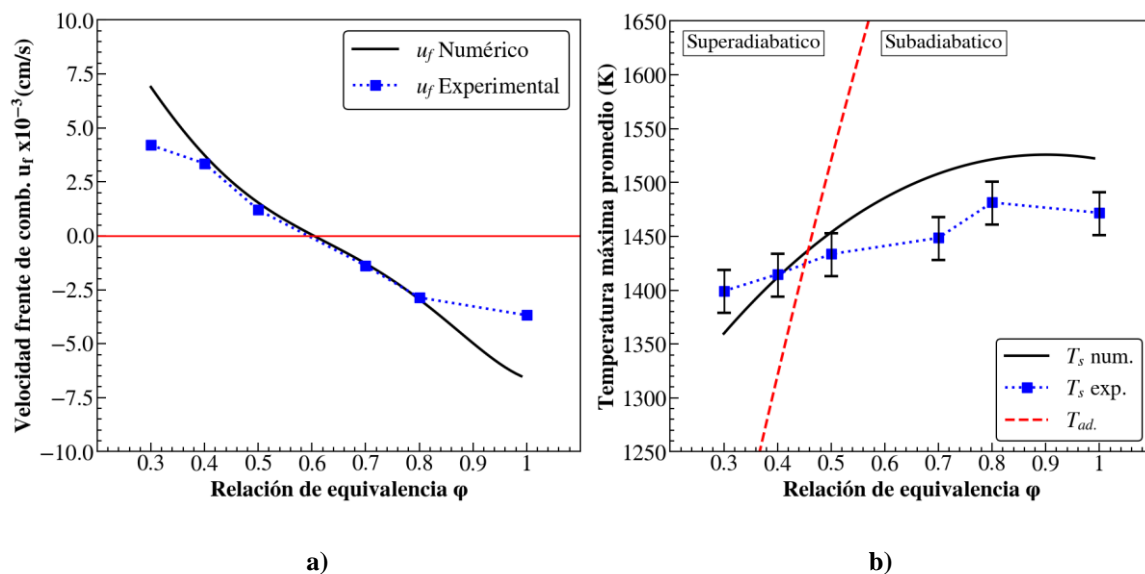 10.0
7.5
5.0
2.5
0.0
−2.5
−5.0
−7.5
−10.0
0.3 0.4 0.5 0.6 0.7 0.8 0.9 1
Velocidad frente de comb. u_f x10⁻³(cm/s)
Relación de equivalencia φ
u_f Numérico
u_f Experimental
a)
1650
1600
1550
1500
1450
1400
1350
1300
1250
0.3 0.4 0.5 0.6 0.7 0.8 0.9 1
Temperatura máxima promedio (K)
Relación de equivalencia φ
Superadiabatico
Subadiabatico
T_s num.
T_s exp.
T_ad.
b)